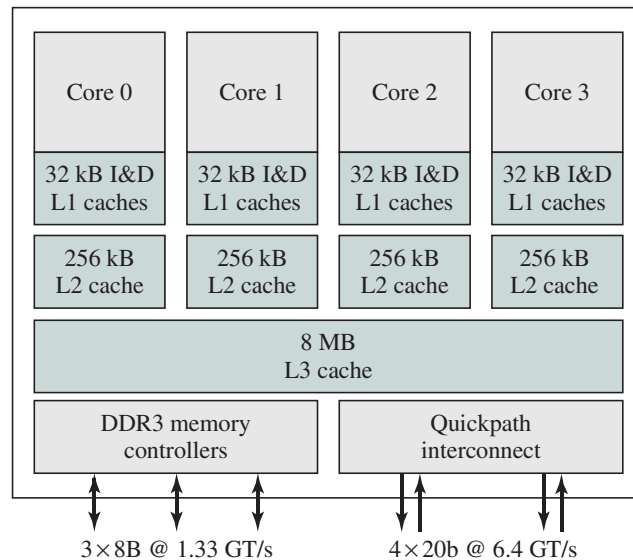 Core 0
Core 1
Core 2
Core 3
32 kB I&D
L1 caches
32 kB I&D
L1 caches
32 kB I&D
L1 caches
32 kB I&D
L1 caches
256 kB
L2 cache
256 kB
L2 cache
256 kB
L2 cache
256 kB
L2 cache
8 MB
L3 cache
DDR3 memory
controllers
Quickpath
interconnect
3×8B @ 1.33 GT/s
4×20b @ 6.4 GT/s